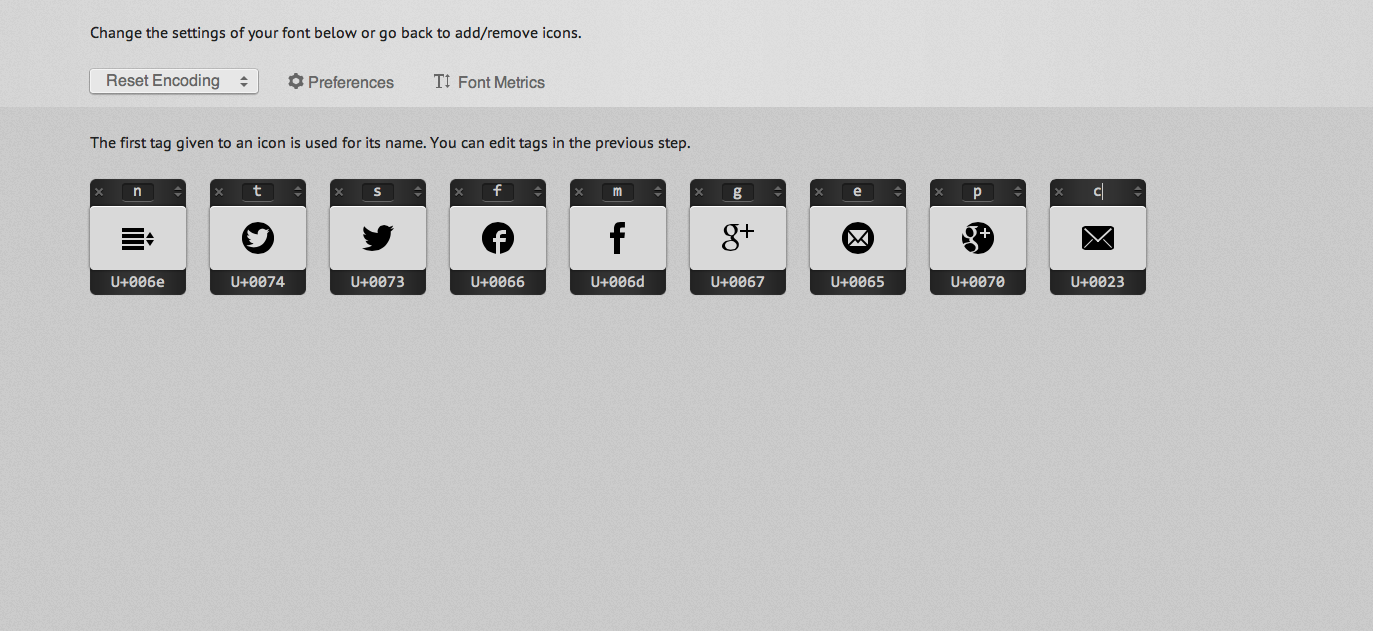 Change the settings of your font below or go back to add/remove icons.
Reset Encoding Preferences Font Metrics
The first tag given to an icon is used for its name. You can edit tags in the previous step.
n t s f m g e p c
U+006e U+0074 U+0073 U+0066 U+006d U+0067 U+0065 U+0070 U+0023